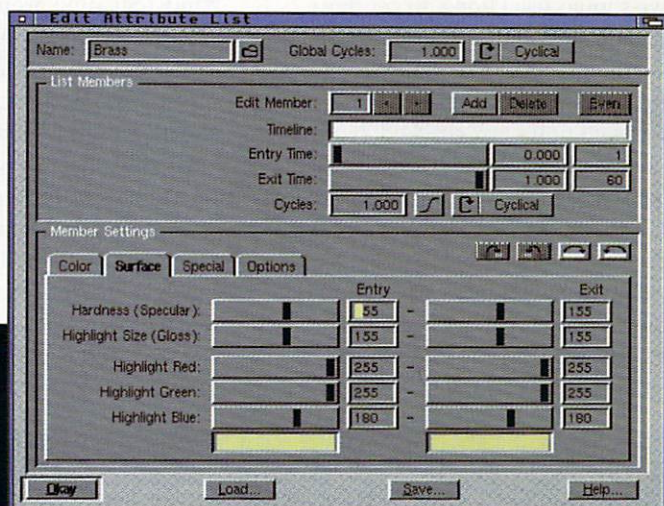 Edit Attribute List
Name: Brass Global Cycles: 1.000 Cyclical
List Members
Edit Member: 1 Add Delete Even
Timeline:
Entry Time: 0.000 1
Exit Time: 1.000 60
Cycles: 1.000 Cyclical
Member Settings
Color Surface Special Options
Entry Exit
Hardness (Specular): 55 - 155
Highlight Size (Gloss): 155 - 155
Highlight Red: 255 - 255
Highlight Green: 255 - 255
Highlight Blue: 180 - 180
Okay Load... Save... Help...